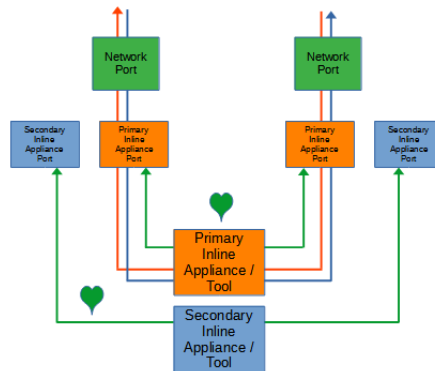 Network
Port
Network
Port
Secondary
Inline
Appliance
Port
Primary
Inline
Appliance
Port
Primary
Inline
Appliance
Port
Secondary
Inline
Appliance
Port
Primary
Inline
Appliance /
Tool
Secondary
Inline
Appliance /
Tool